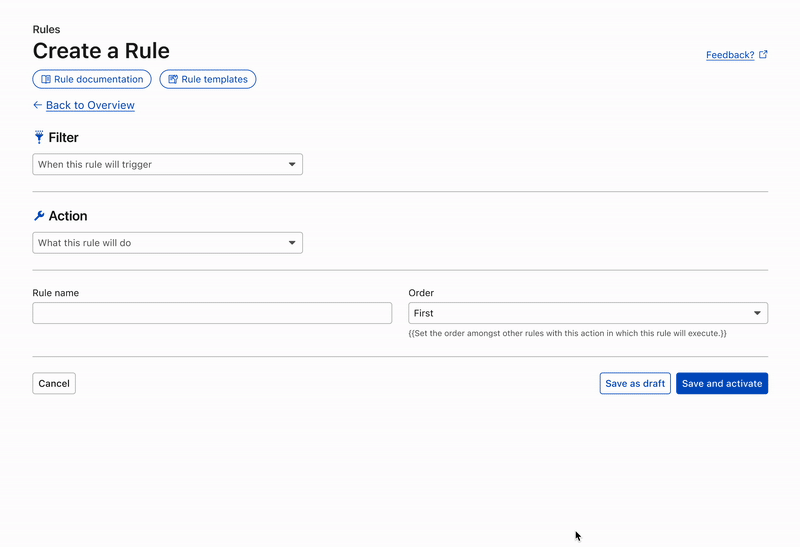 Rules
Create a Rule
Feedback?
Rule documentation
Rule templates
Back to Overview
Filter
When this rule will trigger
Action
What this rule will do
Rule name
Order
First
{{Set the order amongst other rules with this action in which this rule will execute.}}
Cancel
Save as draft
Save and activate